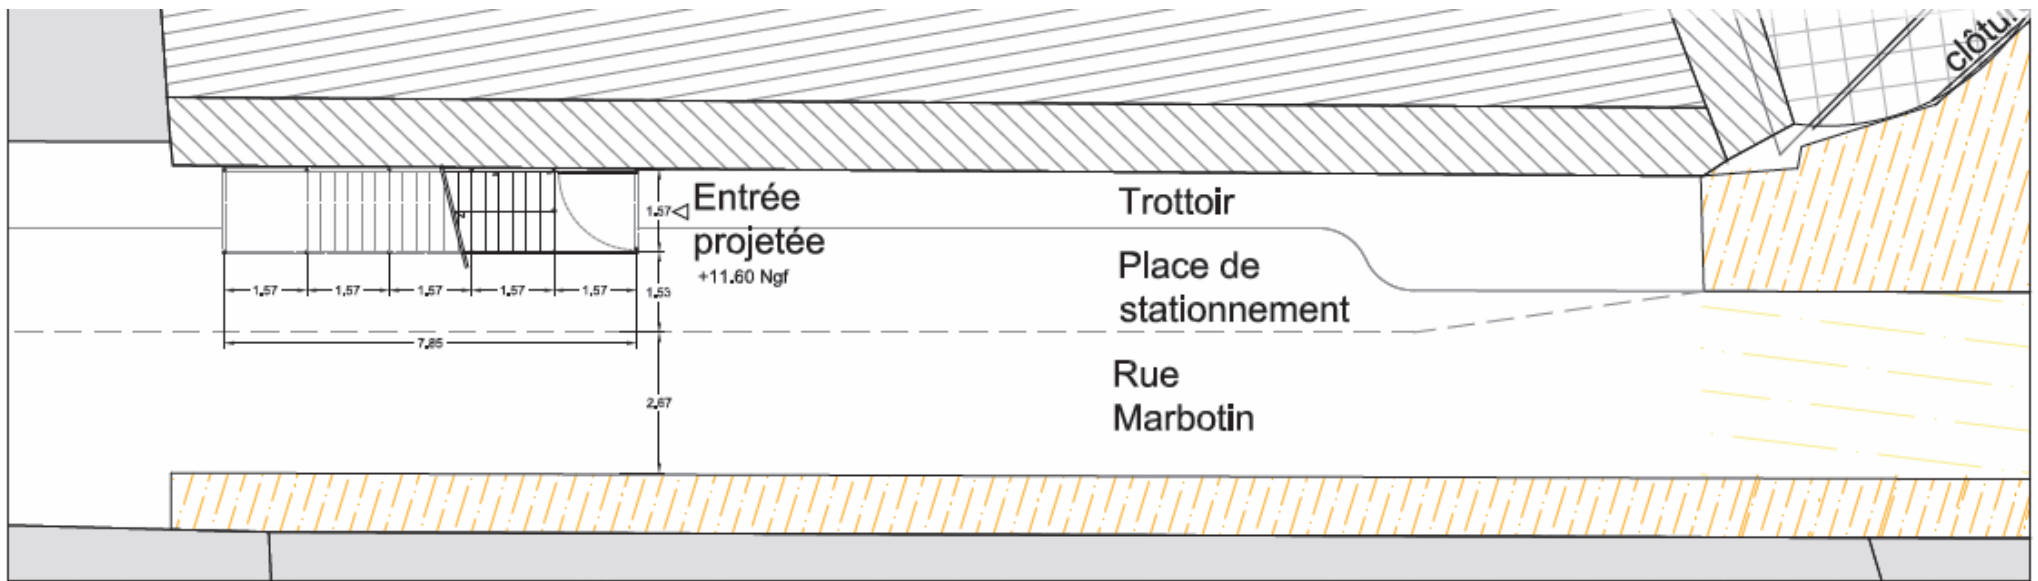 clôtu
Entrée
projetée
+11.60 Ngf
Trottoir
Place de
stationnement
Rue
Marbotin
1.57
1.57
1.57
1.57
1.57
1.57
1.53
7.85
2.67